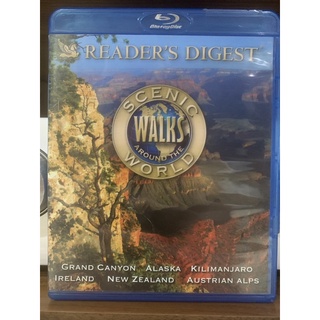 Blu-ray Disc
READER'S DIGEST
SCENIC
WALKS
AROUND THE
WORLD
GRAND CANYON ALASKA KILIMANJARO
IRELAND NEW ZEALAND AUSTRIAN ALPS